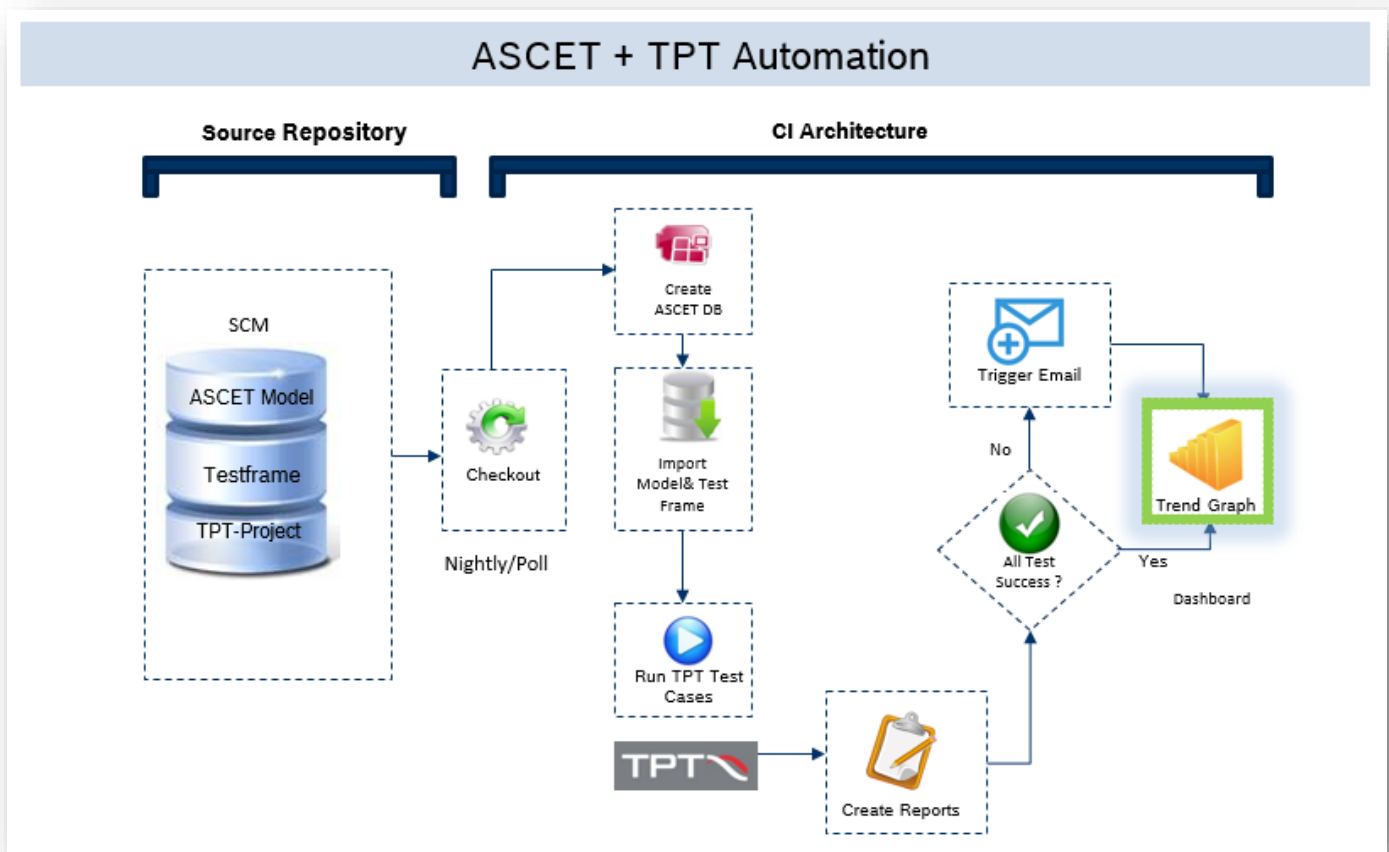 ASCET + TPT Automation
Source Repository
CI Architecture
SCM
ASCET Model
Testframe
TPT-Project
Checkout
Nightly/Poll
Create
ASCET DB
Import
Model& Test
Frame
Run TPT Test
Cases
TPT
Create Reports
All Test
Success ?
No
Yes
Trigger Email
Trend Graph
Dashboard